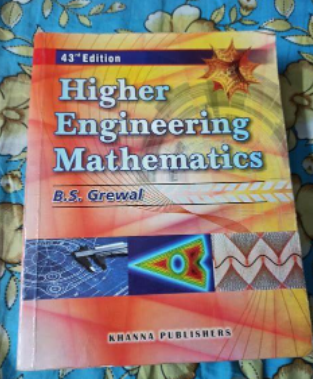 43rd Edition
Higher
Engineering
Mathematics
B.S. Grewal
KHANNA PUBLISHERS